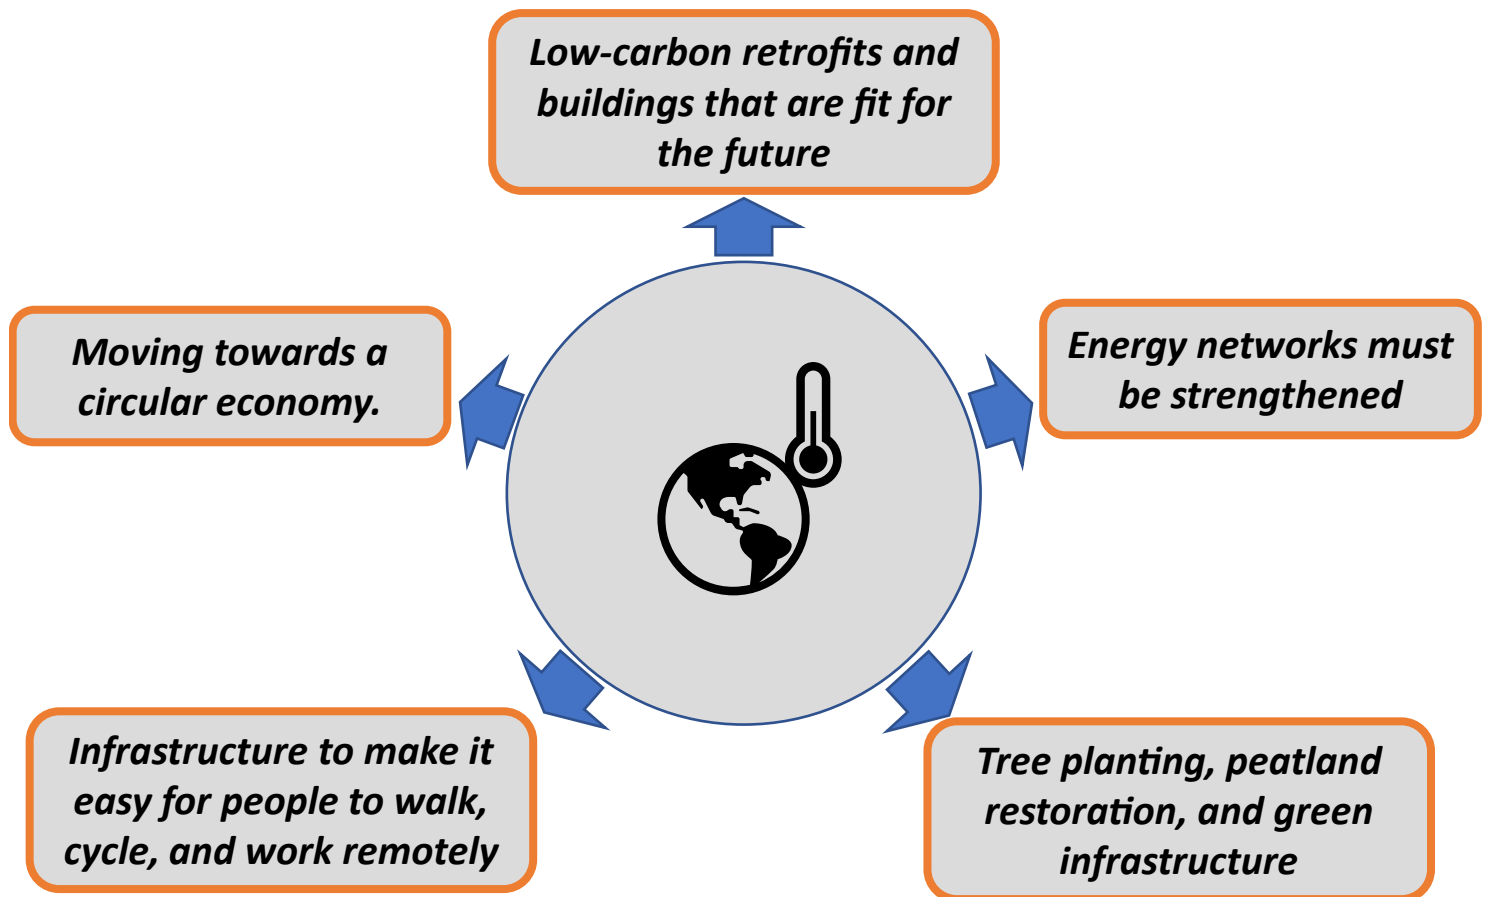 Low-carbon retrofits and
buildings that are fit for
the future
Moving towards a
circular economy.
Energy networks must
be strengthened
Infrastructure to make it
easy for people to walk,
cycle, and work remotely
Tree planting, peatland
restoration, and green
infrastructure